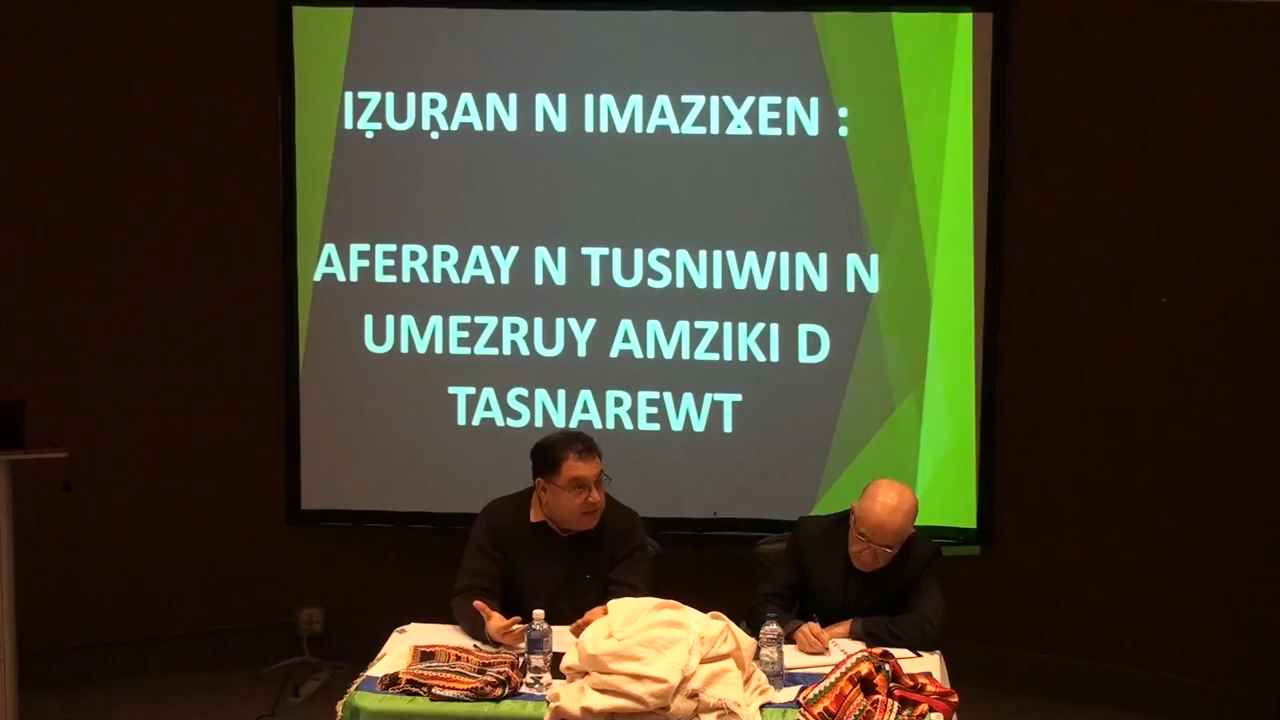 IẒUṚAN N IMAZIƔEN :
AFERRAY N TUSNIWIN N
UMEZRUY AMZIKI D
TASNAREWT